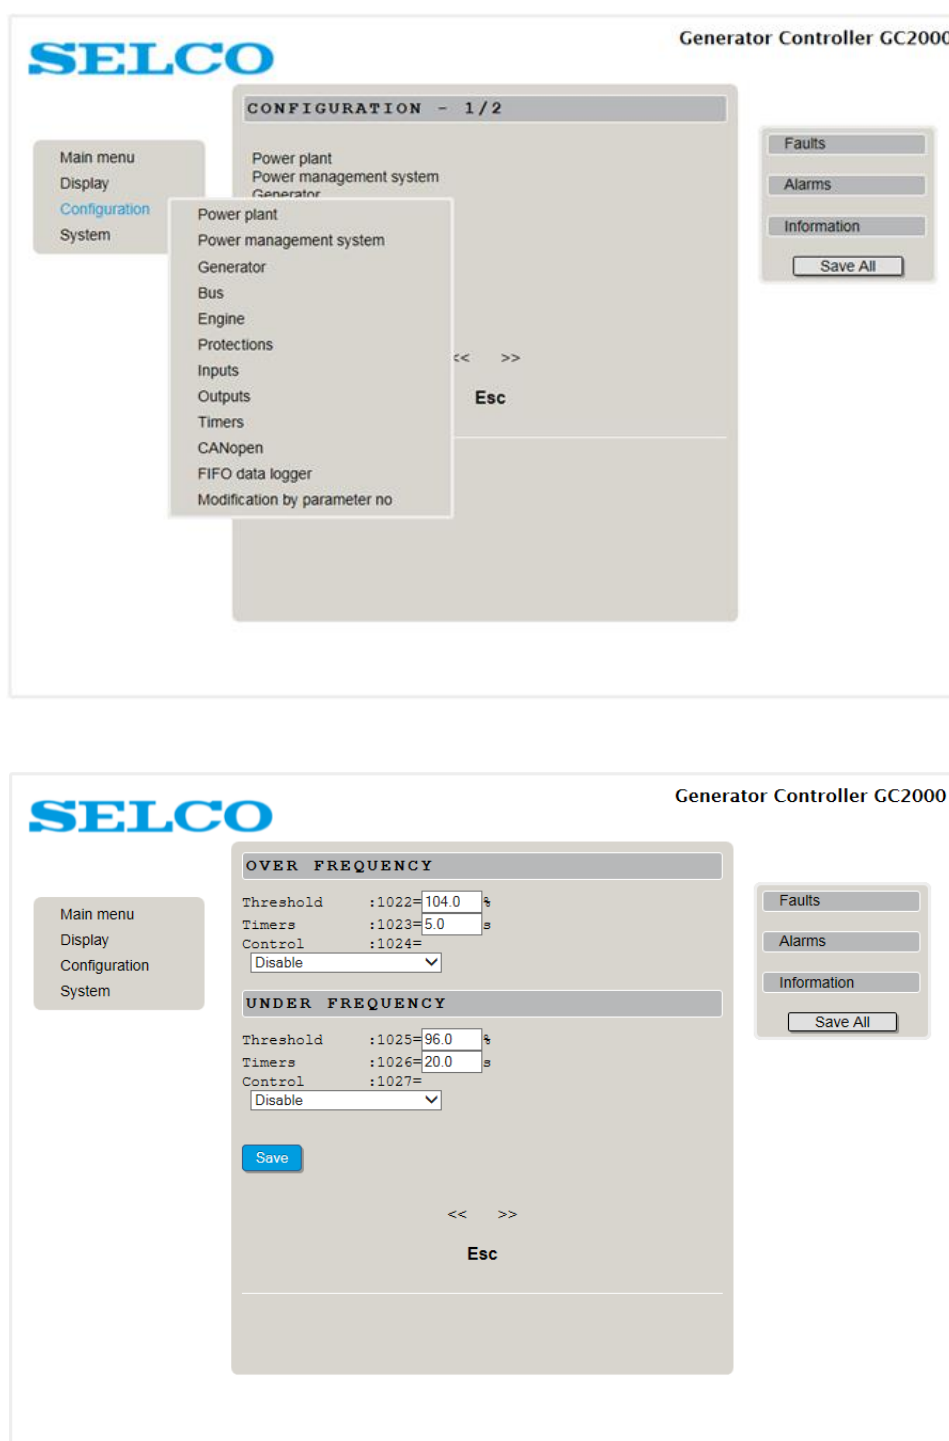 SELCO
Generator Controller GC2000
CONFIGURATION - 1/2
Main menu
Display
Configuration
System
Power plant
Power management system
Generator
Power plant
Power management system
Generator
Bus
Engine
Protections
Inputs
Outputs
Timers
CANopen
FIFO data logger
Modification by parameter no
<< >>
Esc
Faults
Alarms
Information
Save All
SELCO
Generator Controller GC2000
Main menu
Display
Configuration
System
OVER FREQUENCY
Threshold :1022=104.0 %
Timers :1023=5.0 s
Control :1024=
Disable
UNDER FREQUENCY
Threshold :1025=96.0 %
Timers :1026=20.0 s
Control :1027=
Disable
Save
<< >>
Esc
Faults
Alarms
Information
Save All